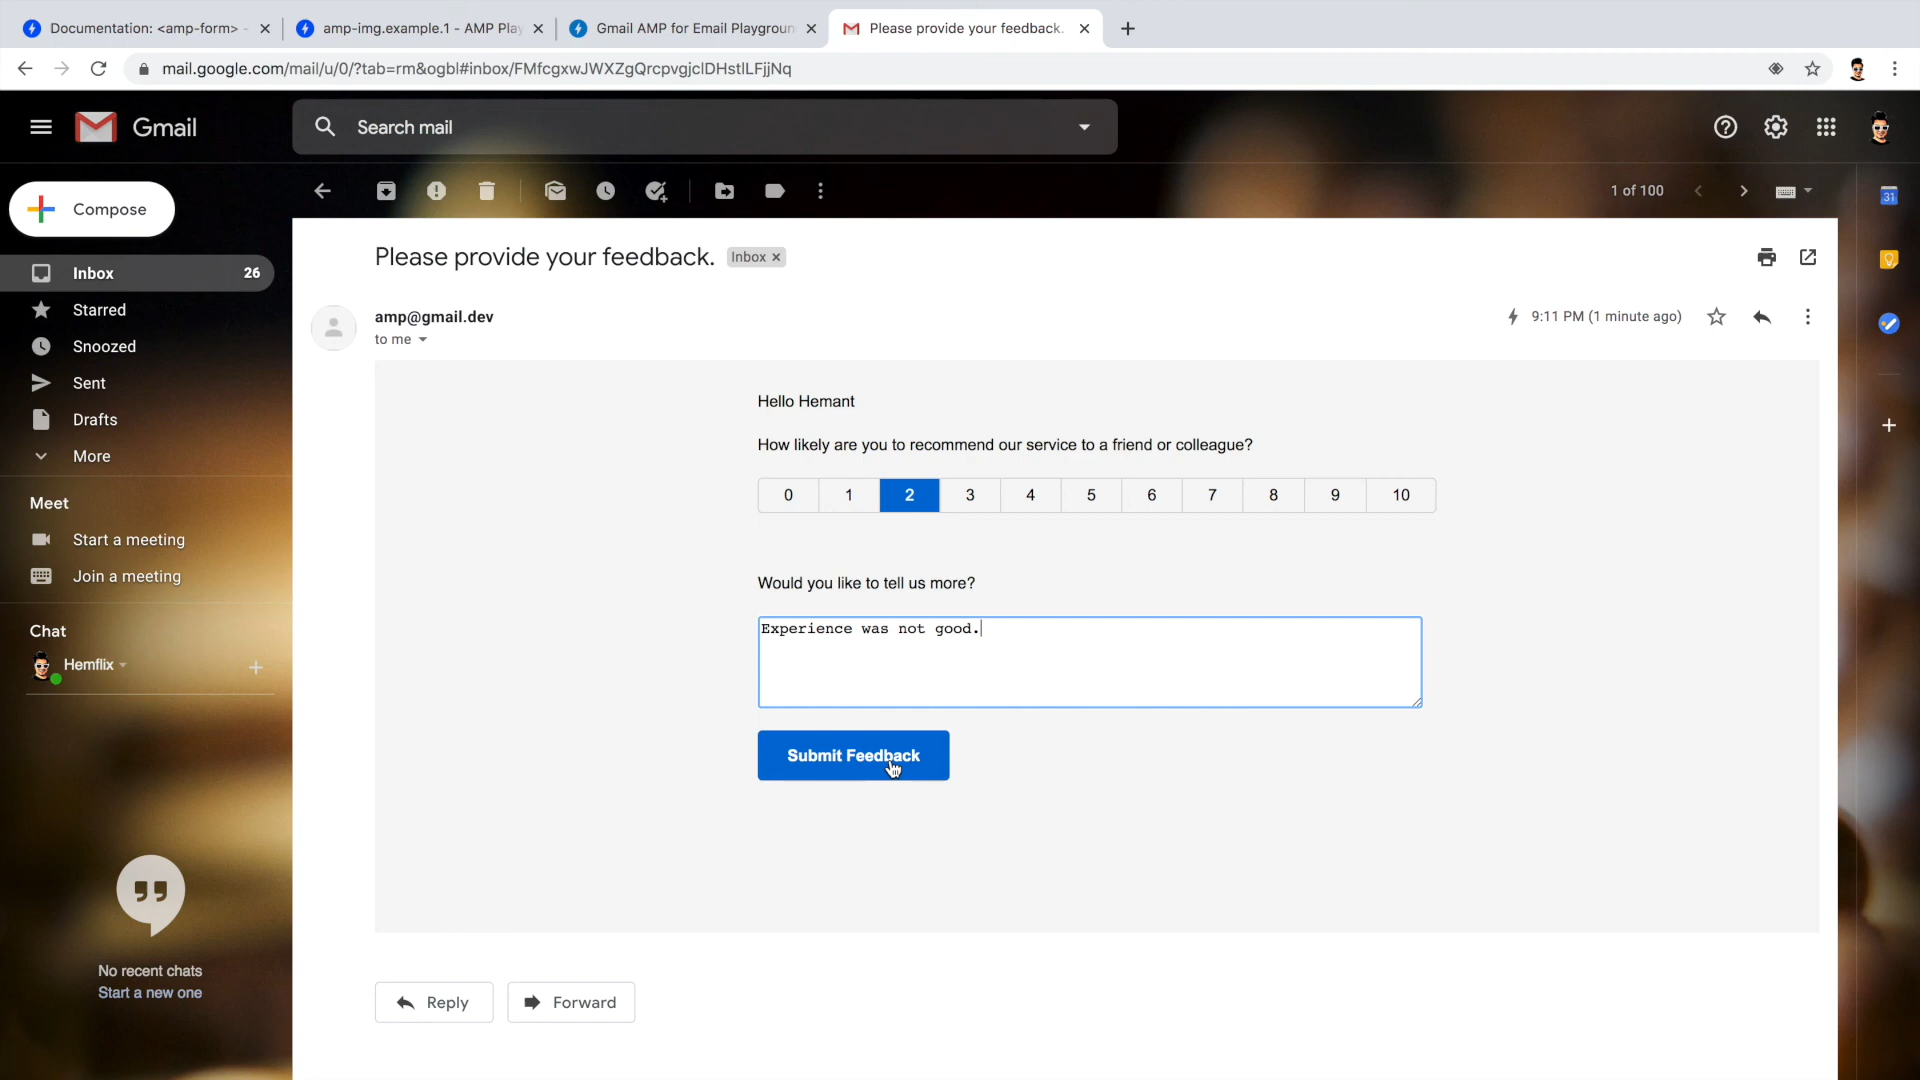 Documentation: <amp-form> -
amp-img.example.1 - AMP Play
Gmail AMP for Email Playgroun
Please provide your feedback.
mail.google.com/mail/u/0/?tab=rm&ogbl#inbox/FMfcgxwJWXZgQrcpvgjclDHstlLFjjNq
Gmail
Search mail
Compose
1 of 100
31
Inbox 26
Starred
Snoozed
Sent
Drafts
More
Meet
Start a meeting
Join a meeting
Chat
Hemflix
No recent chats
Start a new one
Please provide your feedback. Inbox
amp@gmail.dev
to me
9:11 PM (1 minute ago)
Hello Hemant
How likely are you to recommend our service to a friend or colleague?
0 1 2 3 4 5 6 7 8 9 10
Would you like to tell us more?
Experience was not good.
Submit Feedback
Reply
Forward